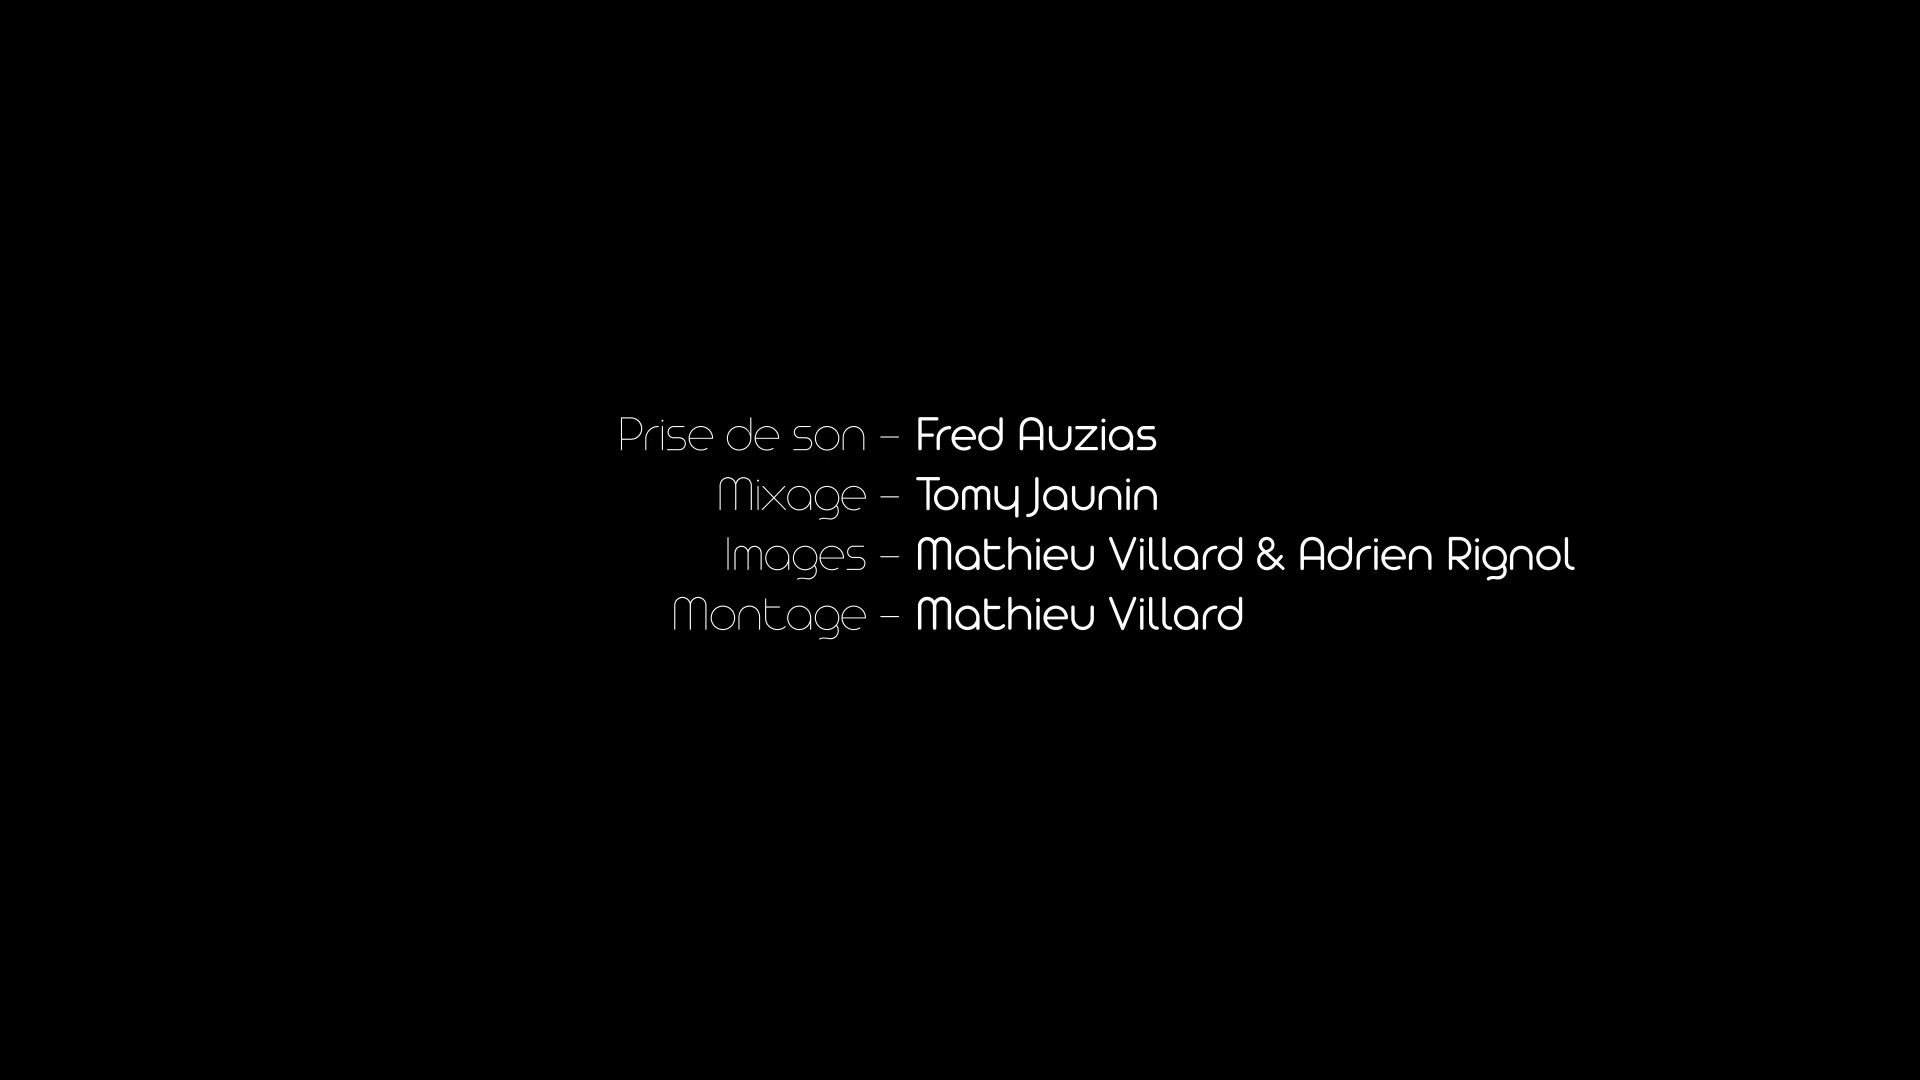 Prise de son – Fred Auzias
Mixage – Tomy Jaunin
Images – Mathieu Villard & Adrien Rignol
Montage – Mathieu Villard